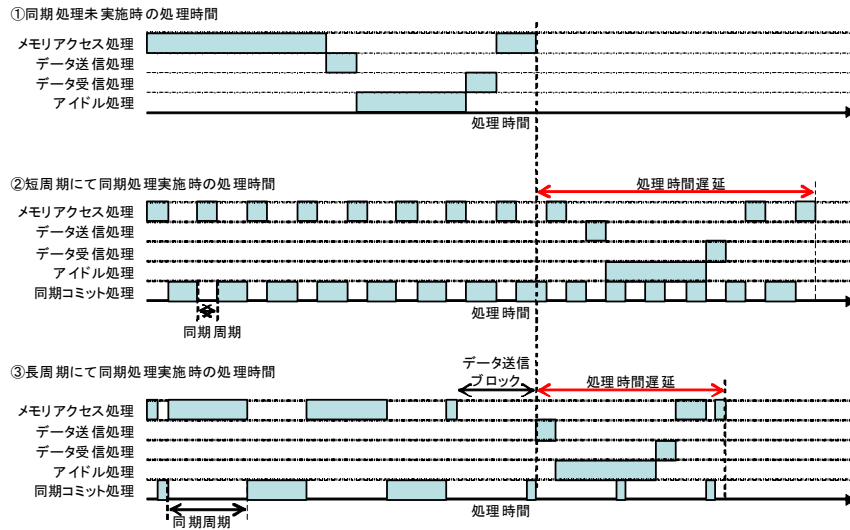 ①同期処理未実施時の処理時間
メモリアクセス処理
データ送信処理
データ受信処理
アイドル処理
処理時間
②短周期にて同期処理実施時の処理時間
処理時間遅延
メモリアクセス処理
データ送信処理
データ受信処理
アイドル処理
同期コミット処理
処理時間
同期周期
③長周期にて同期処理実施時の処理時間
データ送信
ブロック
処理時間遅延
メモリアクセス処理
データ送信処理
データ受信処理
アイドル処理
同期コミット処理
処理時間
同期周期